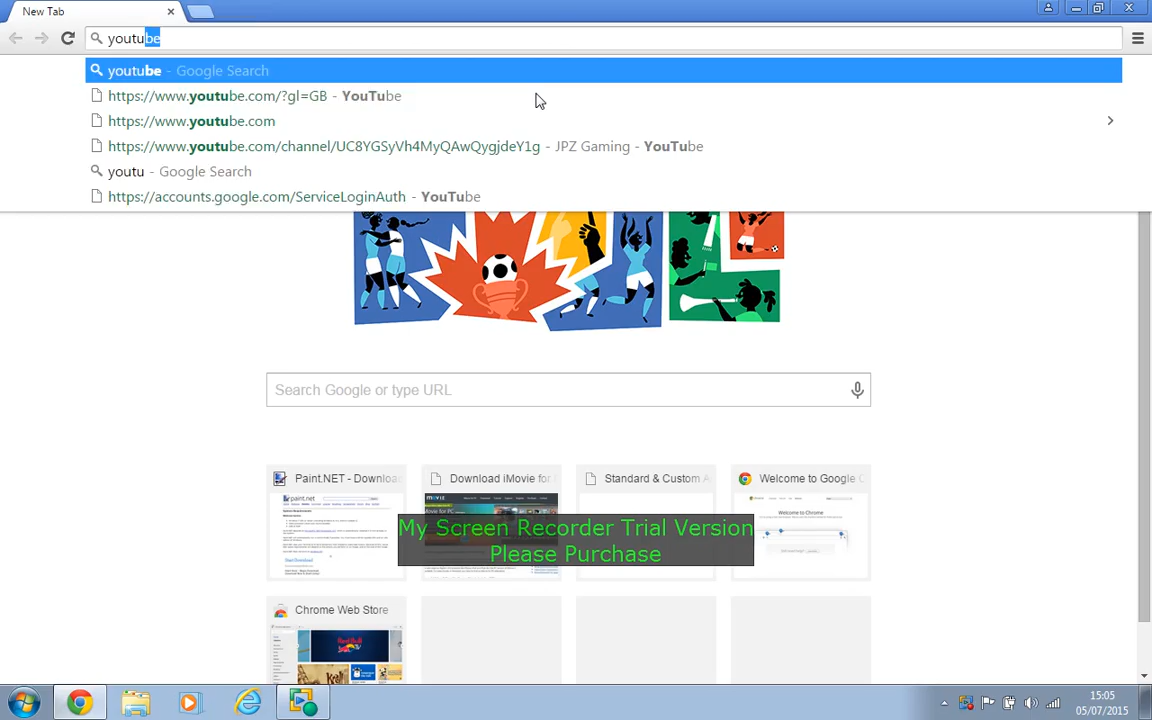 New Tab
youtube
youtube - Google Search
https://www.youtube.com/?gl=GB - YouTube
https://www.youtube.com
https://www.youtube.com/channel/UC8YGSyVh4MyQAwQygjdeY1g - JPZ Gaming - YouTube
youtu - Google Search
https://accounts.google.com/ServiceLoginAuth - YouTube
Search Google or type URL
Paint.NET - Downloa
Download iMovie for
Standard & Custom A
Welcome to Google C
My Screen Recorder Trial Version
Please Purchase
Chrome Web Store
15:05
05/07/2015